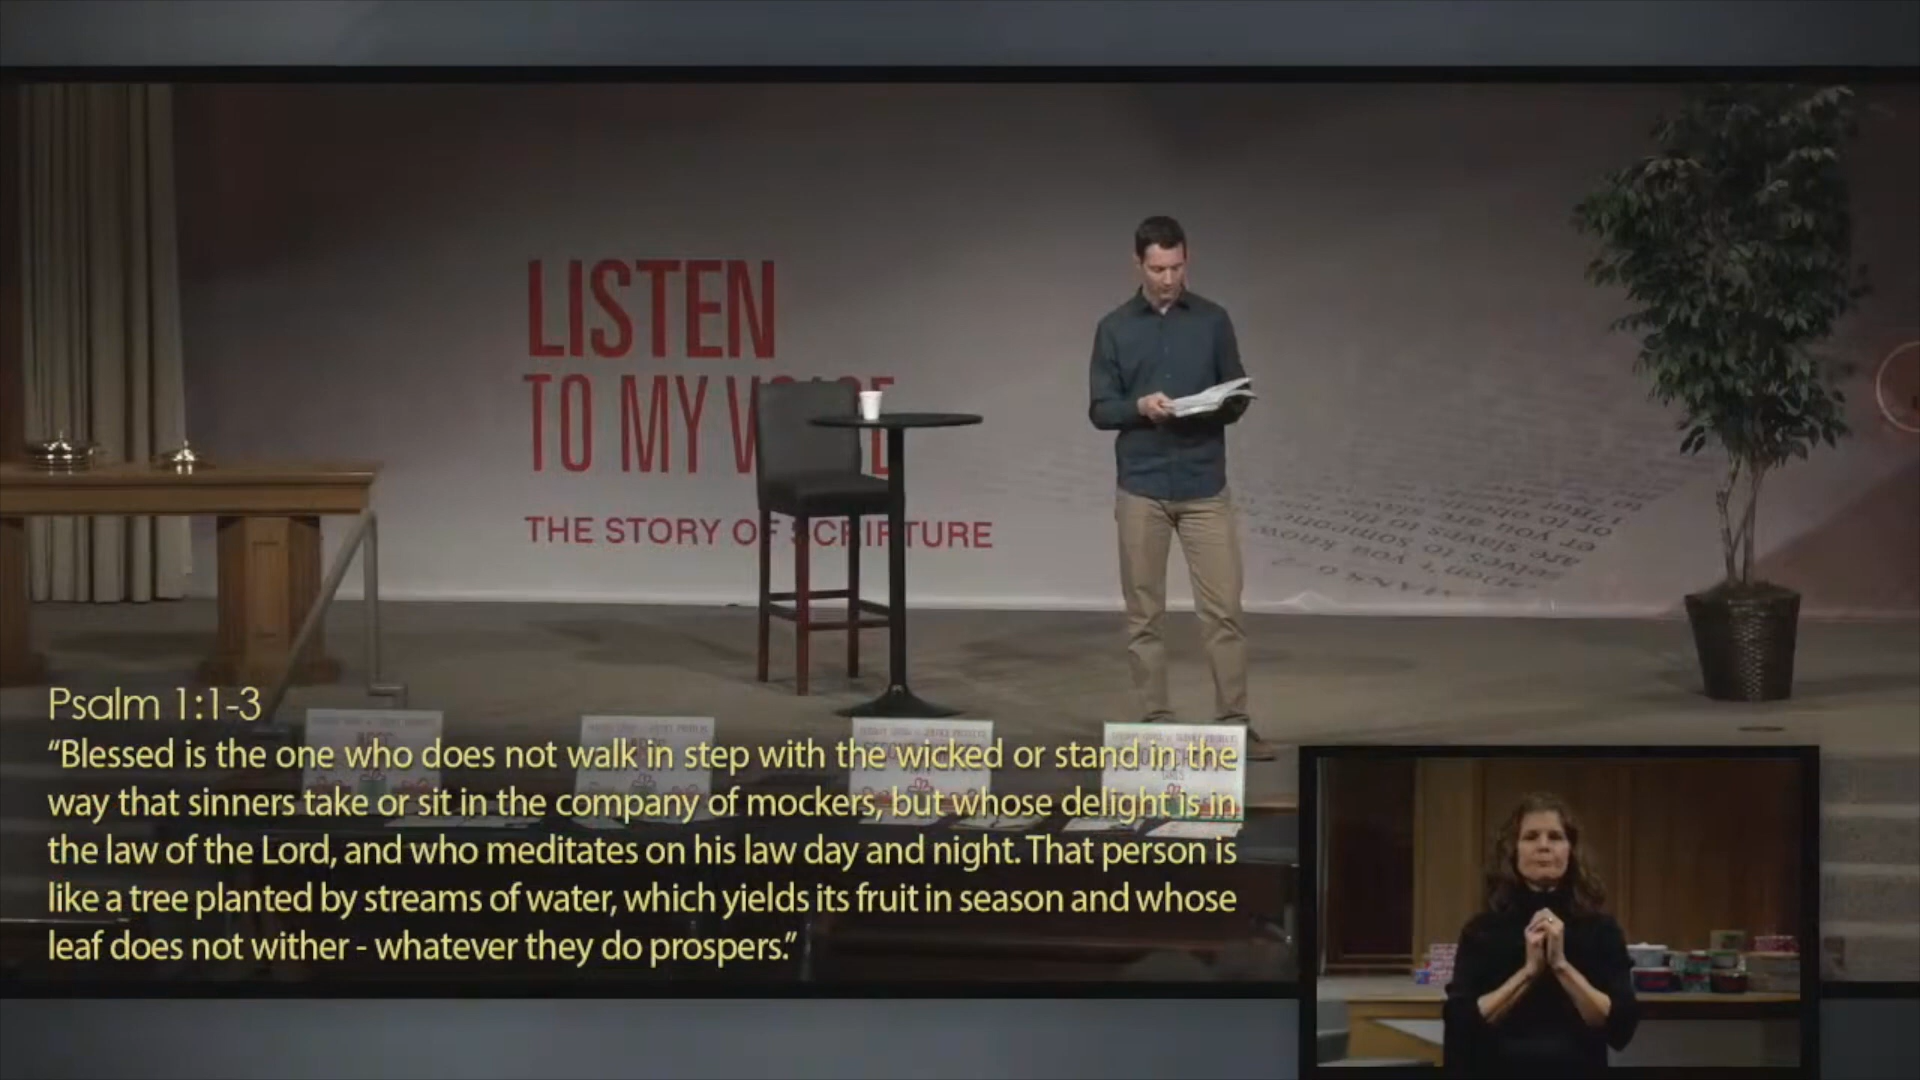 LISTEN
TO MY VOICE
THE STORY OF SCRIPTURE
Psalm 1:1-3
“Blessed is the one who does not walk in step with the wicked or stand in the
way that sinners take or sit in the company of mockers, but whose delight is in
the law of the Lord, and who meditates on his law day and night. That person is
like a tree planted by streams of water, which yields its fruit in season and whose
leaf does not wither - whatever they do prospers.”